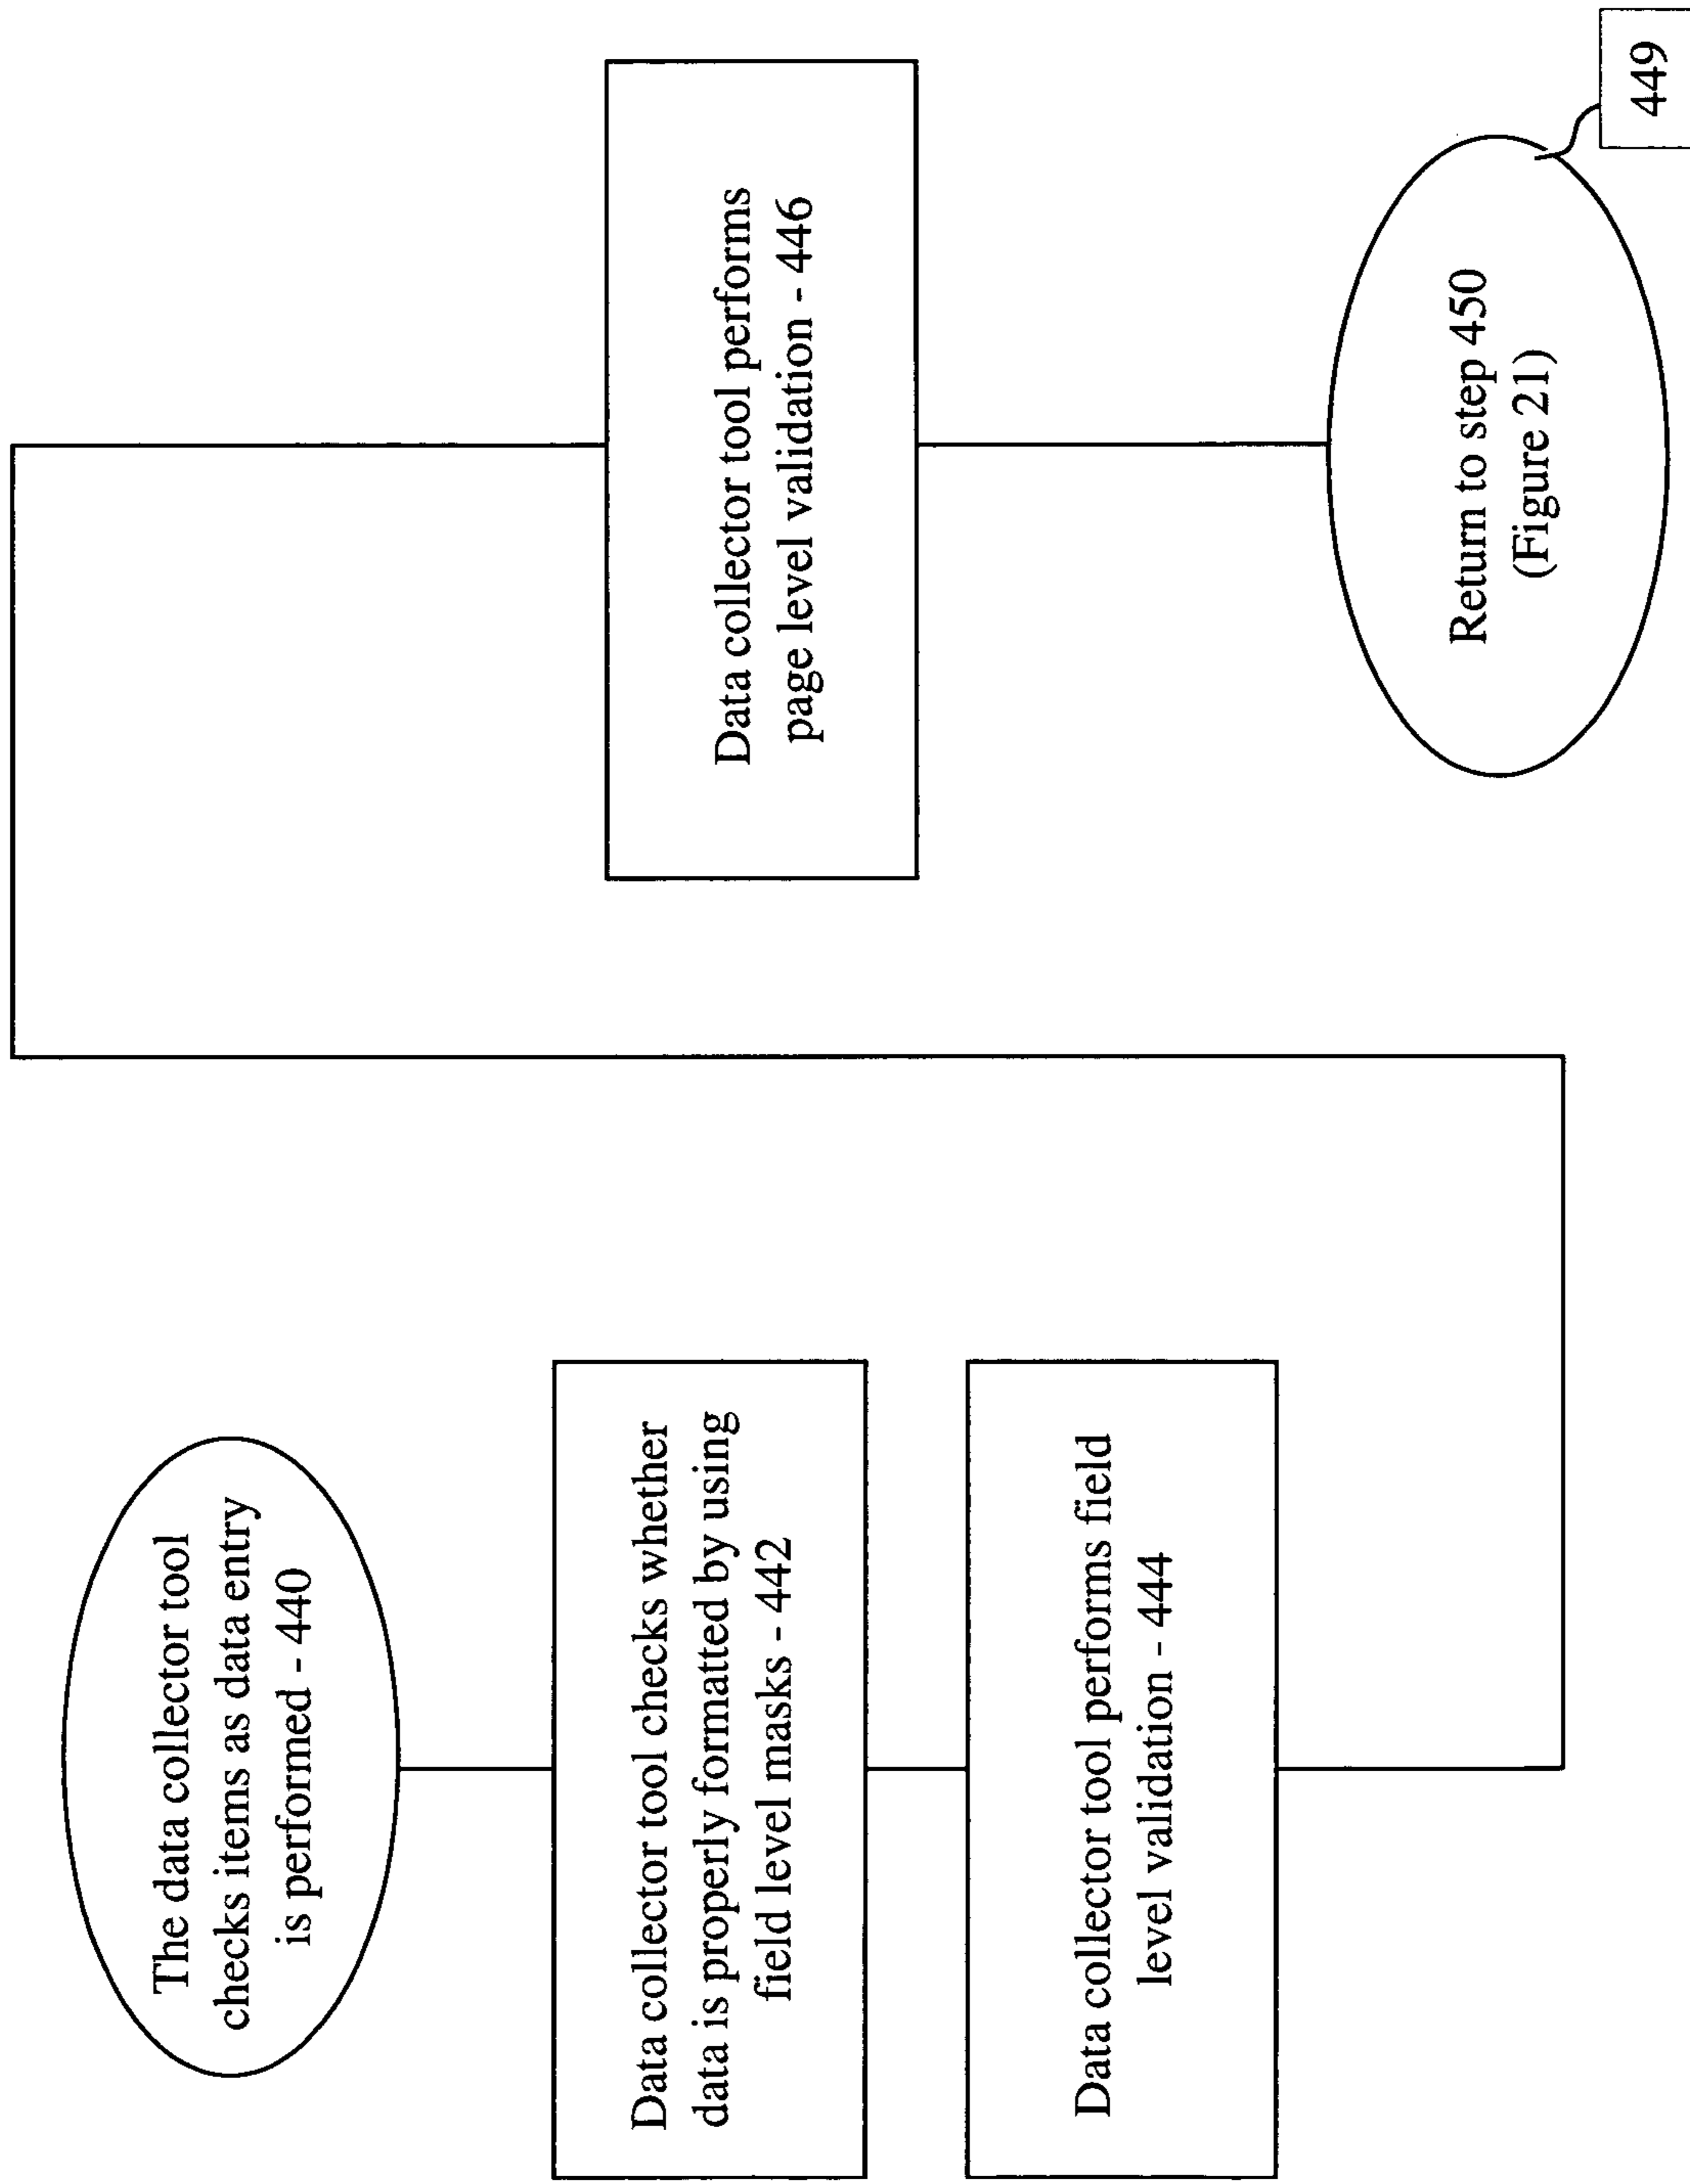 The data collector tool
checks items as data entry
is performed - 440
Data collector tool checks whether
data is properly formatted by using
field level masks - 442
Data collector tool performs field
level validation - 444
Data collector tool performs
page level validation - 446
Return to step 450
(Figure 21)
449